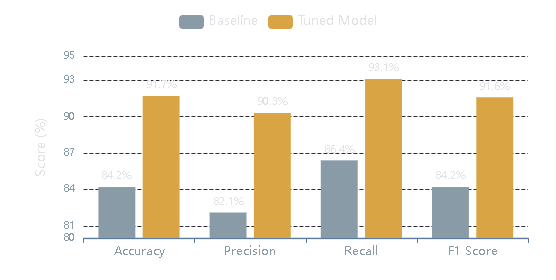 Baseline Tuned Model
Score (%)
95
93
90
87
84
81
80
84.2% 91.7% 82.1% 90.3% 86.4% 93.1% 84.2% 91.6%
Accuracy Precision Recall F1 Score